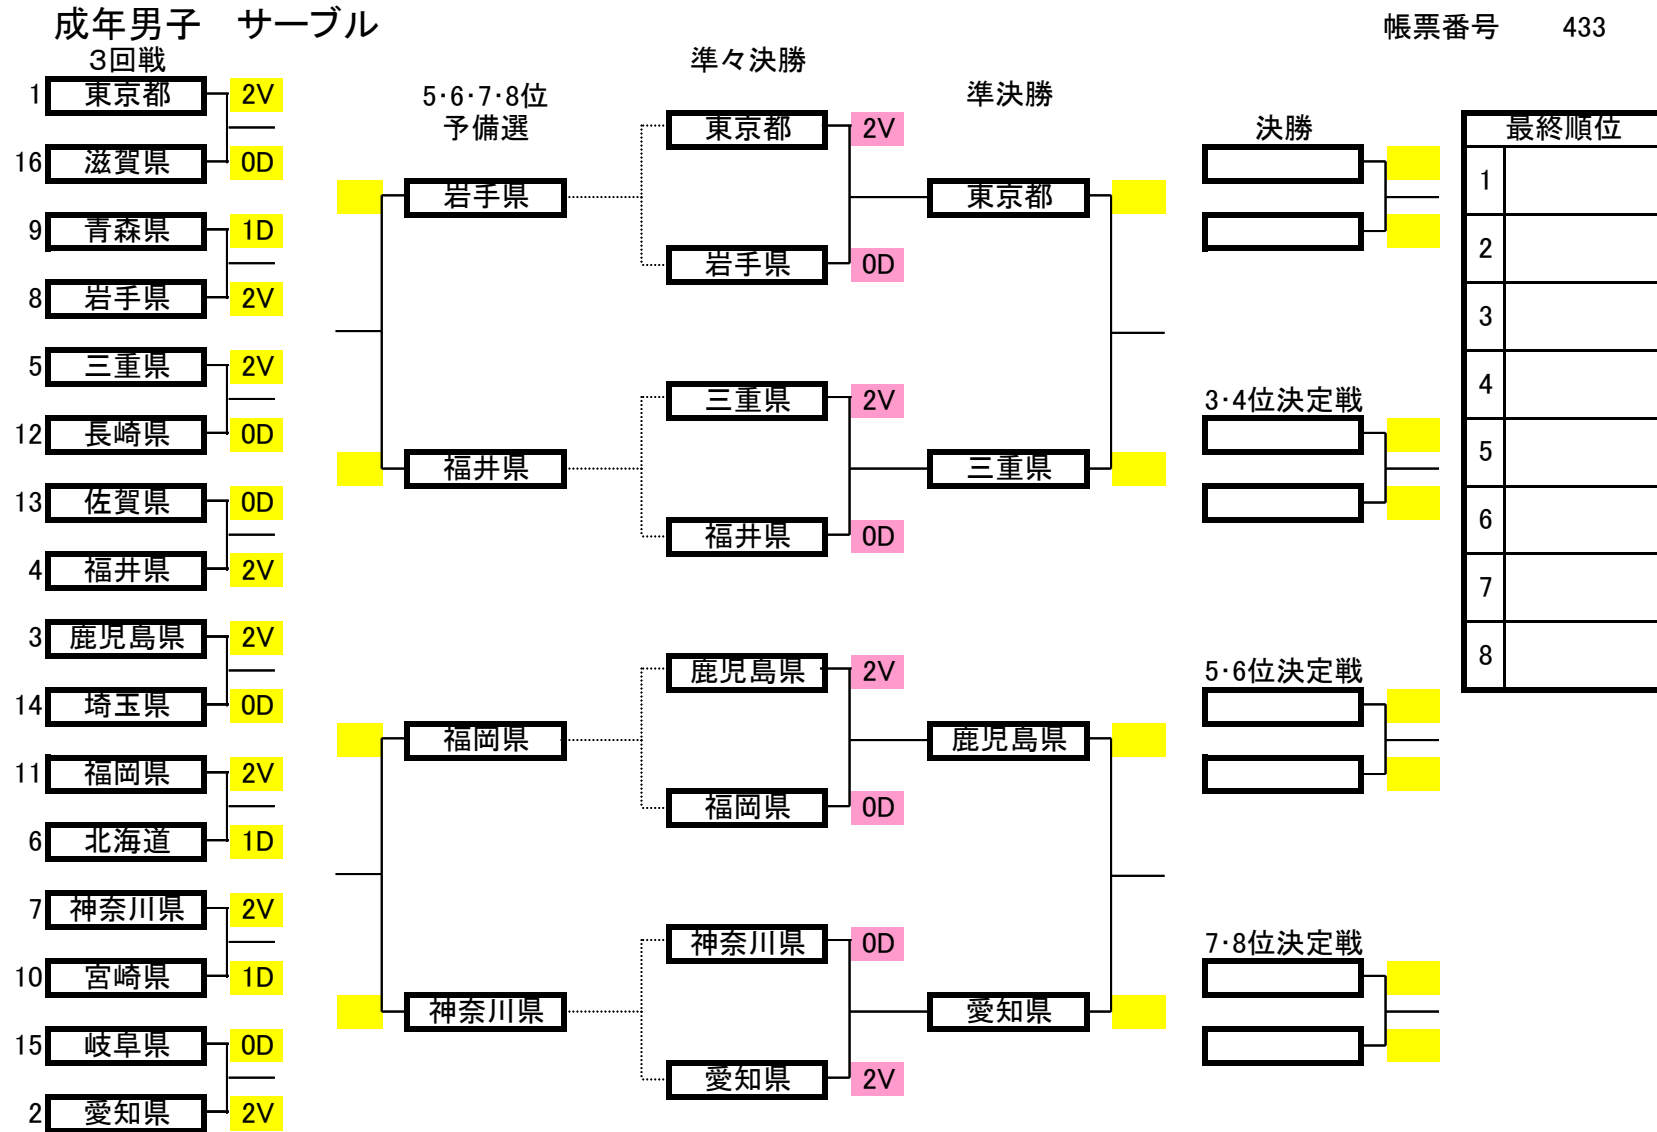 成年男子　サーブル
帳票番号　433
３回戦
1 東京都 2V
16 滋賀県 0D
9 青森県 1D
8 岩手県 2V
5 三重県 2V
12 長崎県 0D
13 佐賀県 0D
4 福井県 2V
3 鹿児島県 2V
14 埼玉県 0D
11 福岡県 2V
6 北海道 1D
7 神奈川県 2V
10 宮崎県 1D
15 岐阜県 0D
2 愛知県 2V
5・6・7・8位
予備選
岩手県
福井県
福岡県
神奈川県
準々決勝
東京都 2V
岩手県 0D
三重県 2V
福井県 0D
鹿児島県 2V
福岡県 0D
神奈川県 0D
愛知県 2V
準決勝
東京都
三重県
鹿児島県
愛知県
決勝
3・4位決定戦
5・6位決定戦
7・8位決定戦
最終順位
1
2
3
4
5
6
7
8